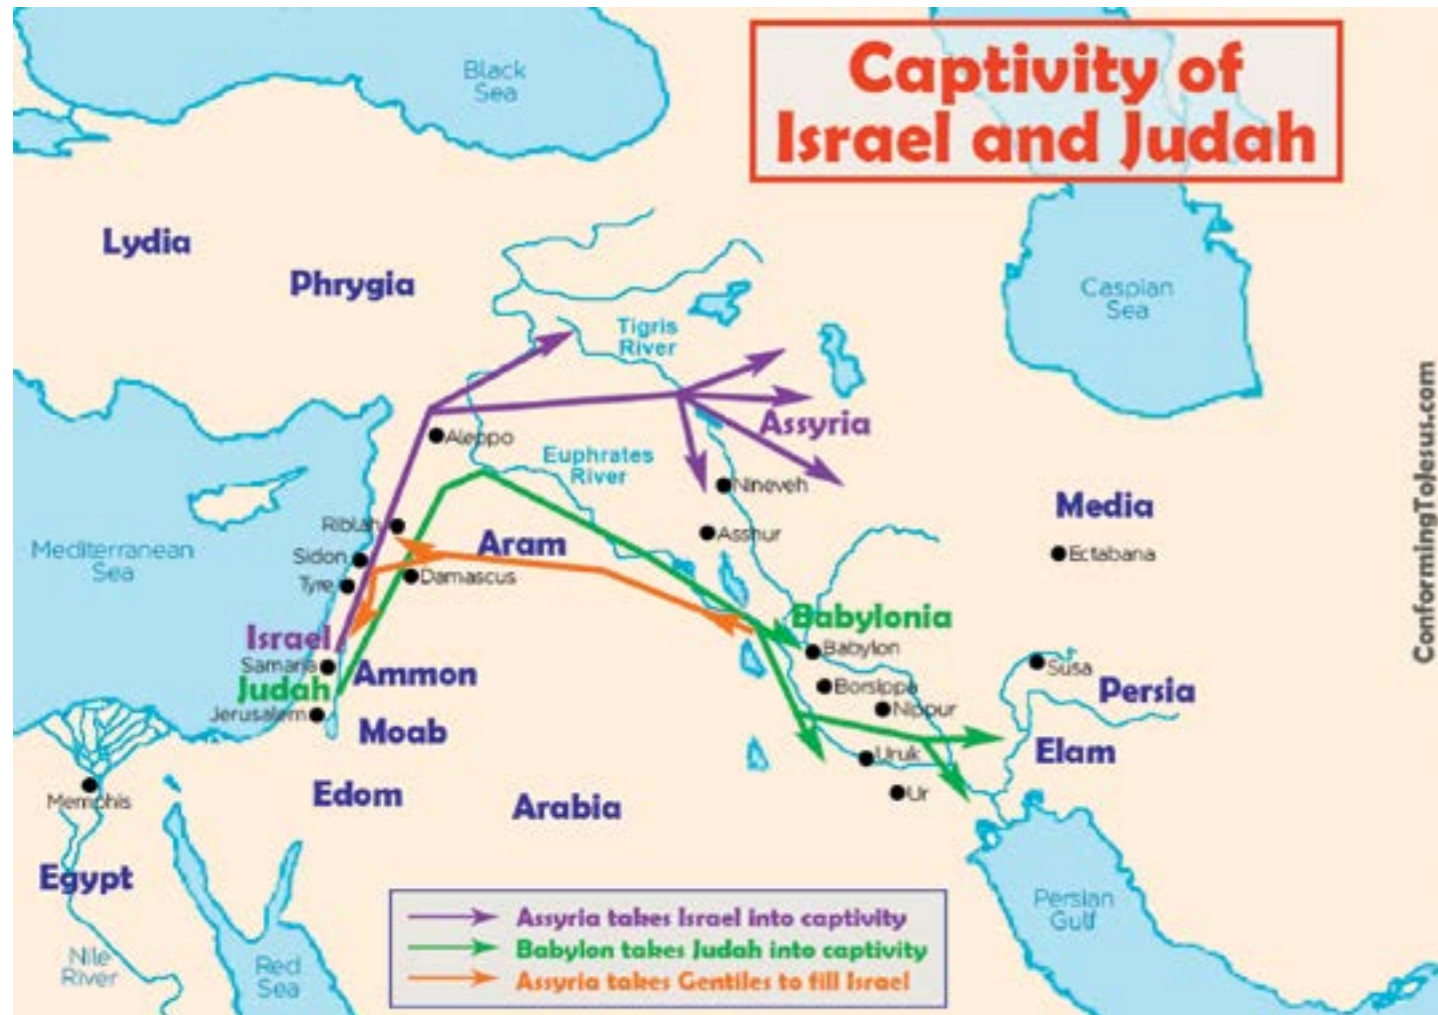 Captivity of
Israel and Judah
Black
Sea
Lydia
Phrygia
Caspian
Sea
Tigris
River
Assyria
Aleppo
Euphrates
River
Nineveh
Media
Riblah
Asshur
Aram
Ectabana
Mediterranean
Sea
Sidon
Tyre
Damascus
Babylonia
Israel
Babylon
Samaria
Ammon
Susa
Judah
Borsippa
Persia
Jerusalem
Nippur
Moab
Uruk
Elam
Memphis
Edom
Arabia
Ur
Egypt
Persian
Gulf
Nile
River
Red
Sea
Assyria takes Israel into captivity
Babylon takes Judah into captivity
Assyria takes Gentiles to fill Israel
ConformingToJesus.com